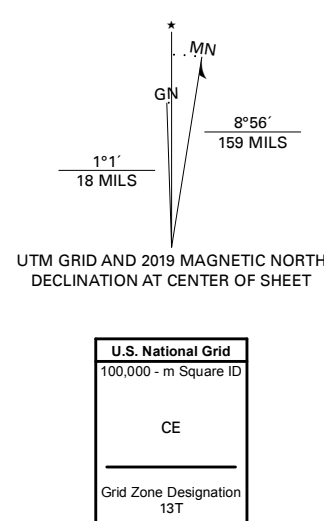 ★
MN
GN
8°56´
159 MILS
1°1´
18 MILS
UTM GRID AND 2019 MAGNETIC NORTH
DECLINATION AT CENTER OF SHEET
U.S. National Grid
100,000 - m Square ID
CE
Grid Zone Designation
13T